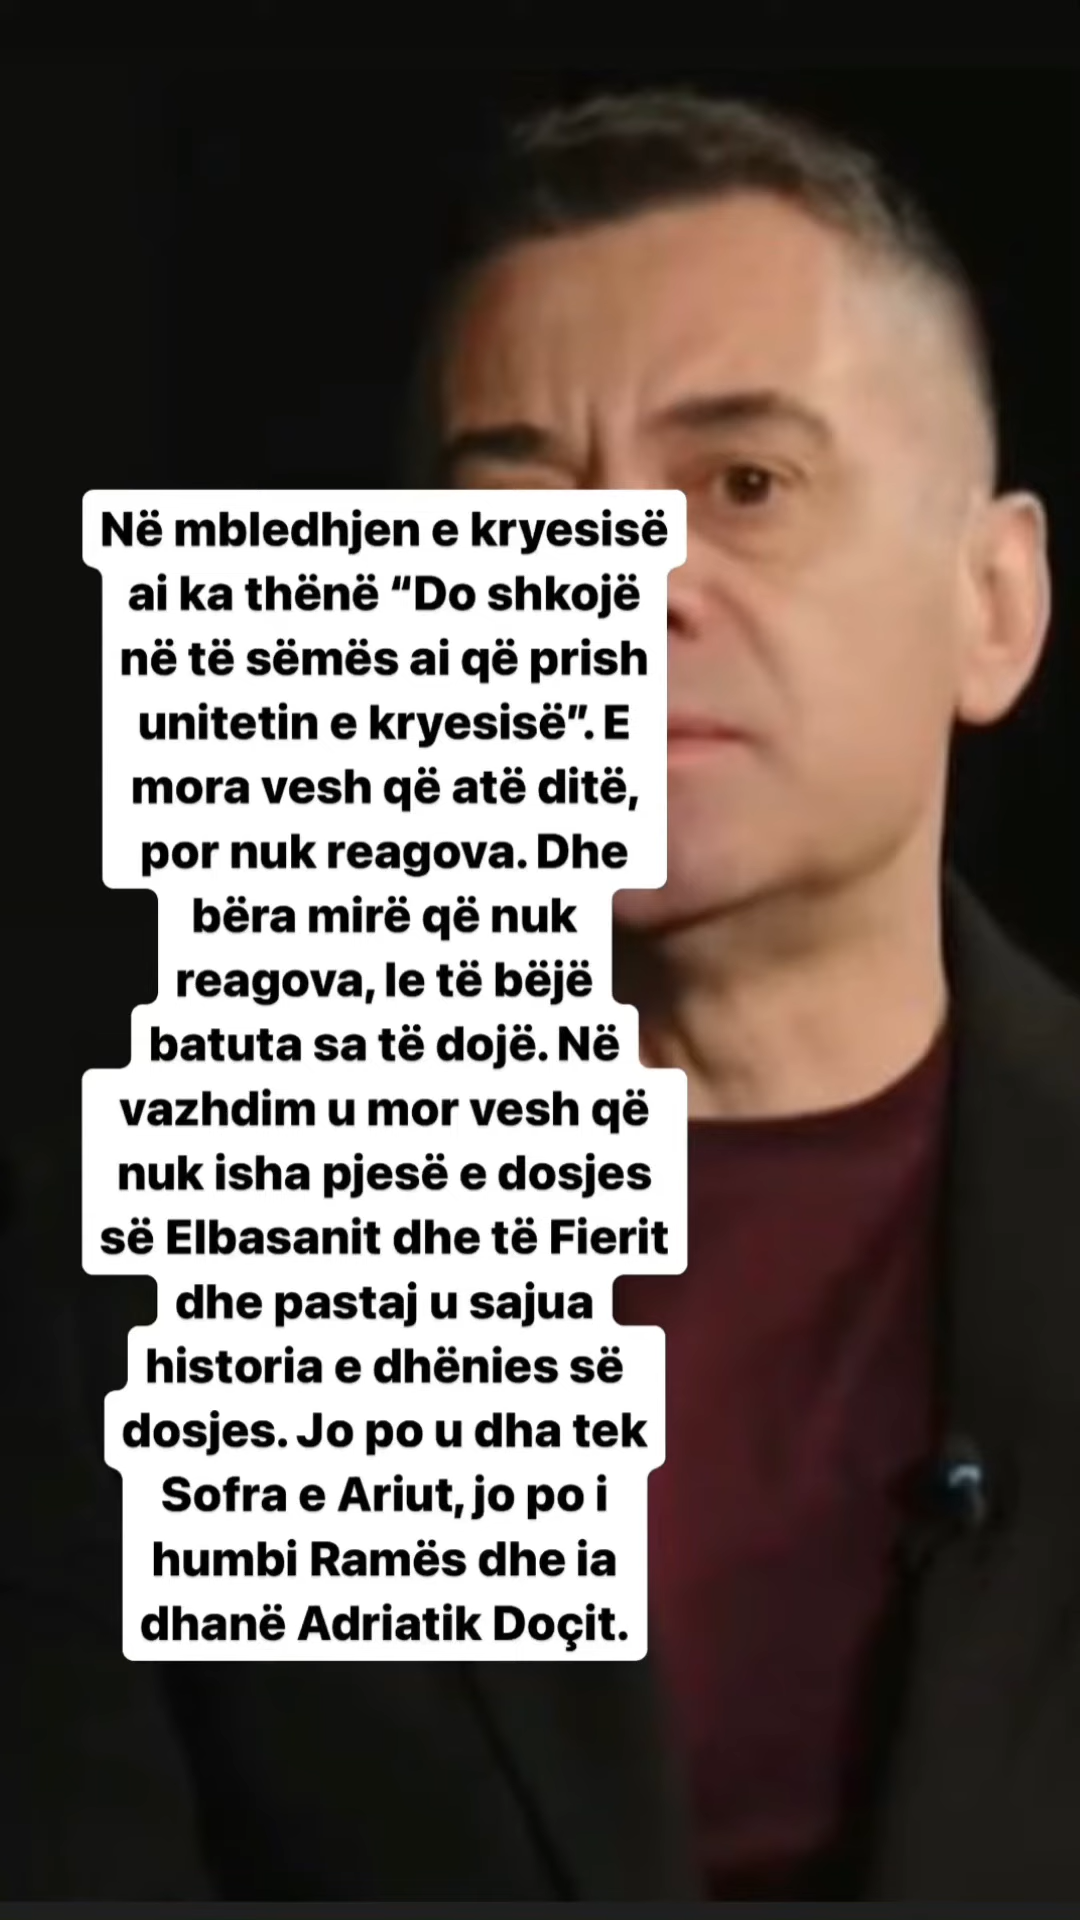 Në mbledhjen e kryesisë
ai ka thënë “Do shkojë
në të sëmës ai që prish
unitetin e kryesisë”. E
mora vesh që atë ditë,
por nuk reagova. Dhe
bëra mirë që nuk
reagova, le të bëjë
batuta sa të dojë. Në
vazhdim u mor vesh që
nuk isha pjesë e dosjes
së Elbasanit dhe të Fierit
dhe pastaj u sajua
historia e dhënies së
dosjes. Jo po u dha tek
Sofra e Ariut, jo po i
humbi Ramës dhe ia
dhanë Adriatik Doçit.